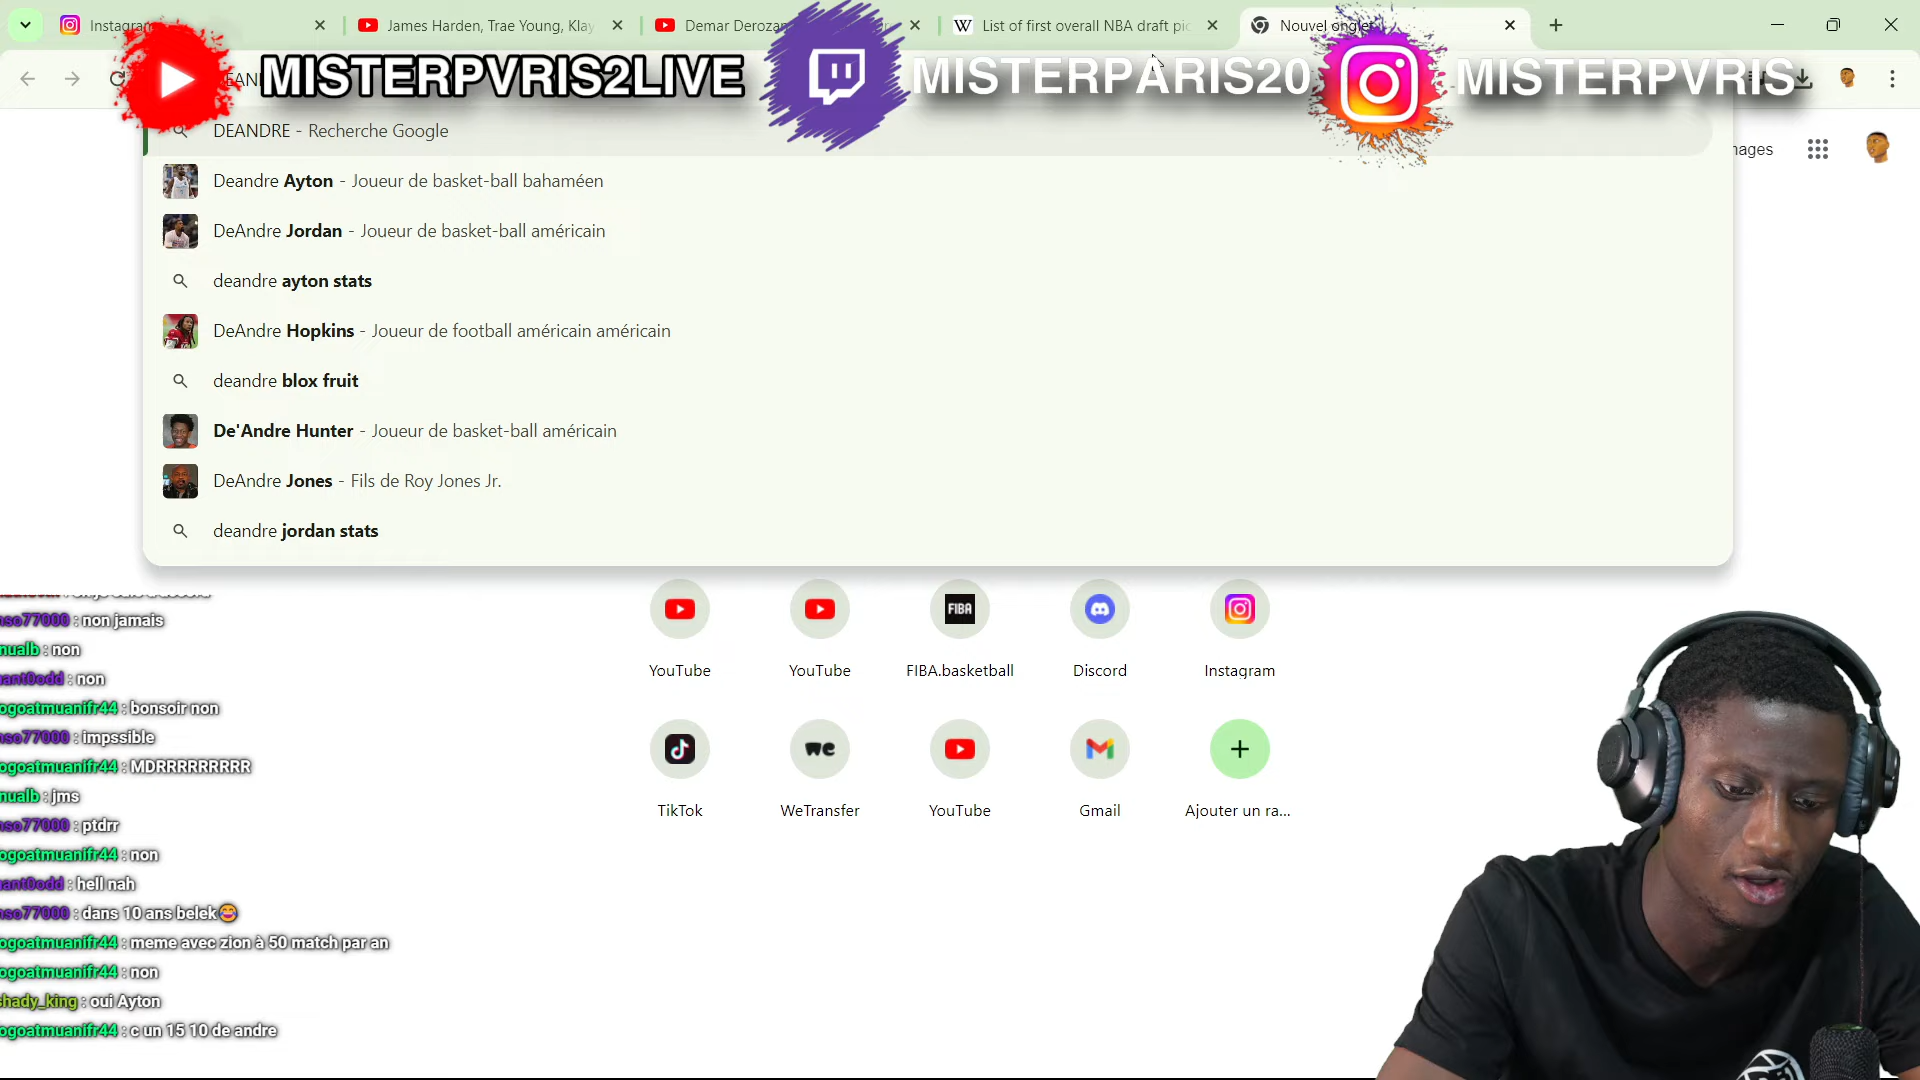 Instagram
James Harden, Trae Young, Klay
Demar Derozan
List of first overall NBA draft pic
Nouvel onglet
MISTERPVRIS2LIVE
MISTERPARIS20
MISTERPVRIS
DEANDRE - Recherche Google
Deandre Ayton - Joueur de basket-ball bahaméen
DeAndre Jordan - Joueur de basket-ball américain
deandre ayton stats
DeAndre Hopkins - Joueur de football américain américain
deandre blox fruit
De'Andre Hunter - Joueur de basket-ball américain
DeAndre Jones - Fils de Roy Jones Jr.
deandre jordan stats
YouTube
YouTube
FIBA
FIBA.basketball
Discord
Instagram
TikTok
we
WeTransfer
YouTube
Gmail
Ajouter un ra...
nso77000 : non jamais
nualb : non
ant0odd : non
ogoatmuanifr44 : bonsoir non
nso77000 : impssible
ogoatmuanifr44 : MDRRRRRRRRR
nualb : jms
nso77000 : ptdrr
ogoatmuanifr44 : non
ant0odd : hell nah
nso77000 : dans 10 ans belek😂
ogoatmuanifr44 : meme avec zion à 50 match par an
ogoatmuanifr44 : non
shady_king : oui Ayton
ogoatmuanifr44 : c un 15 10 de andre